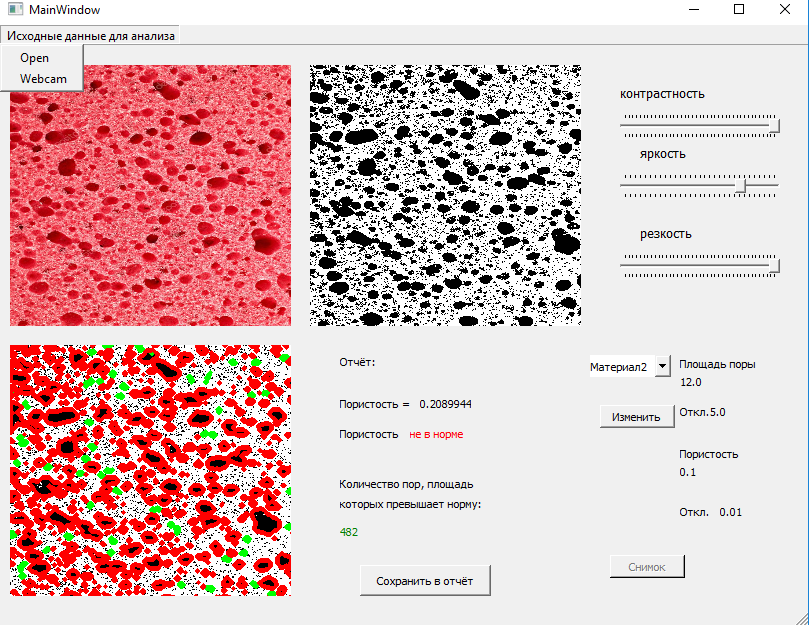 MainWindow
Исходные данные для анализа
Open
Webcam
контрастность
яркость
резкость
Отчёт:
Пористость = 0.2089944
Пористость не в норме
Количество пор, площадь
которых превышает норму:
482
Сохранить в отчёт
Материал2
Изменить
Площадь поры
12.0
Откл.5.0
Пористость
0.1
Откл. 0.01
Снимок